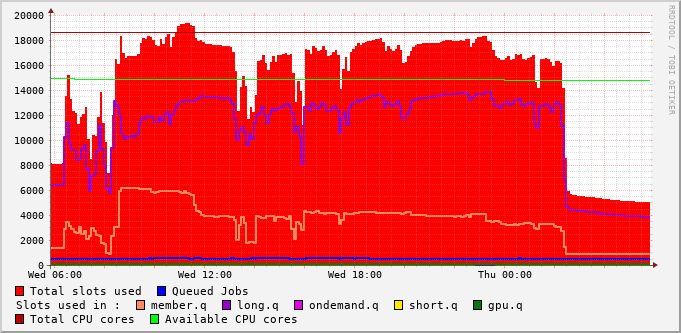 20000
18000
16000
14000
12000
10000
8000
6000
4000
2000
0
Wed 06:00 Wed 12:00 Wed 18:00 Thu 00:00
Total slots used Queued Jobs
Slots used in : member.q long.q ondemand.q short.q gpu.q
Total CPU cores Available CPU cores
RRDTOOL / TOBI OETIKER